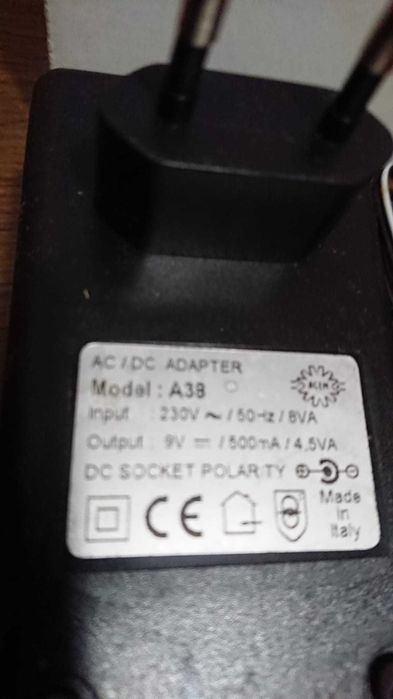 AC / DC ADAPTER
Model : A38
Input : 230V ~ / 50Hz / 8VA
Output : 9V ⎓ / 500mA / 4,5VA
DC SOCKET POLARITY
CE
Made
in
Italy